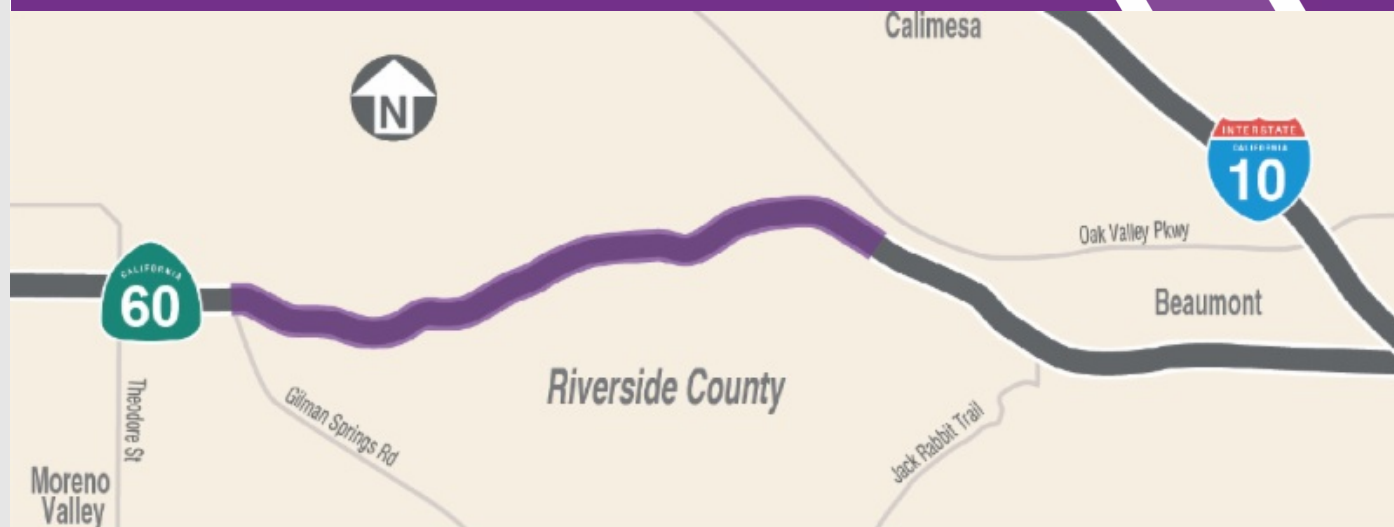 Calimesa
N
INTERSTATE
CALIFORNIA
10
Oak Valley Pkwy
CALIFORNIA
60
Beaumont
Riverside County
Theodore St
Gilman Springs Rd
Jack Rabbit Trail
Moreno
Valley